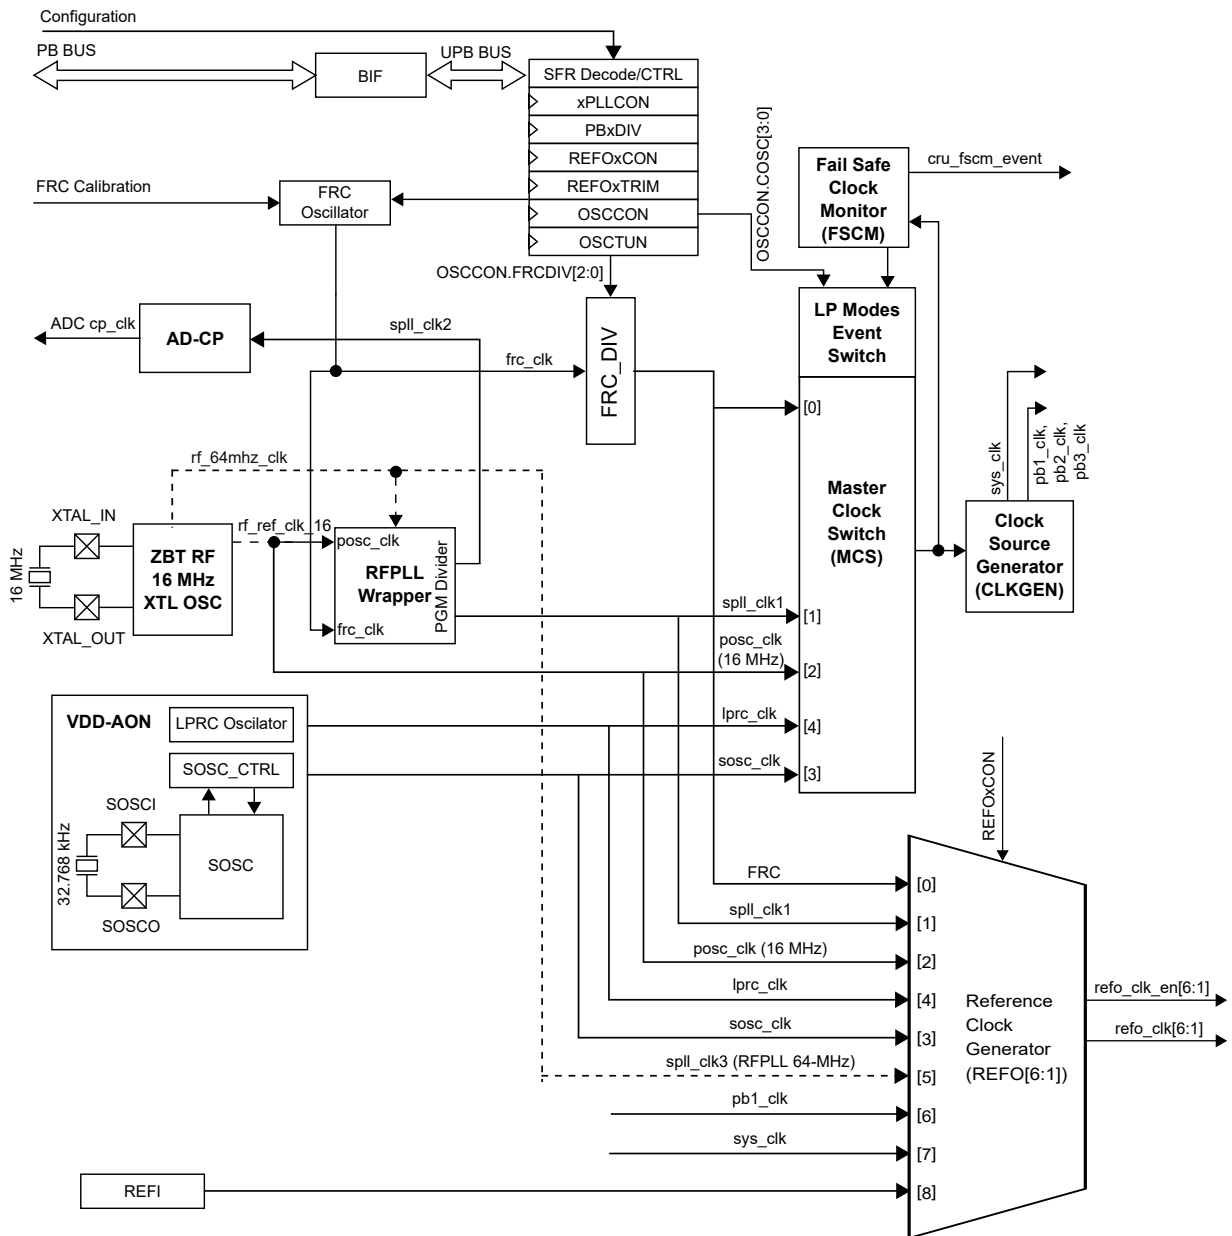 Configuration
PB BUS
BIF
UPB BUS
SFR Decode/CTRL
xPLLCON
PBxDIV
REFOxCON
REFOxTRIM
OSCCON
OSCTUN
OSCCON.COSC[3:0]
Fail Safe
Clock
Monitor
(FSCM)
cru_fscm_event
FRC Calibration
FRC
Oscillator
OSCCON.FRCDIV[2:0]
ADC cp_clk
AD-CP
spll_clk2
frc_clk
FRC_DIV
LP Modes
Event
Switch
[0]
Master
Clock
Switch
(MCS)
[1]
[2]
[4]
[3]
sys_clk
pb1_clk,
pb2_clk,
pb3_clk
Clock
Source
Generator
(CLKGEN)
rf_64mhz_clk
XTAL_IN
16 MHz
XTAL_OUT
ZBT RF
16 MHz
XTL OSC
rf_ref_clk_16
posc_clk
RFPLL
Wrapper
frc_clk
PGM Divider
spll_clk1
posc_clk
(16 MHz)
lprc_clk
sosc_clk
VDD-AON
LPRC Oscilator
SOSC_CTRL
SOSCI
32.768 kHz
SOSC
SOSCO
REFOxCON
FRC
[0]
spll_clk1
[1]
posc_clk (16 MHz)
[2]
lprc_clk
[4]
sosc_clk
[3]
spll_clk3 (RFPLL 64-MHz)
[5]
pb1_clk
[6]
sys_clk
[7]
REFI
[8]
Reference
Clock
Generator
(REFO[6:1])
refo_clk_en[6:1]
refo_clk[6:1]